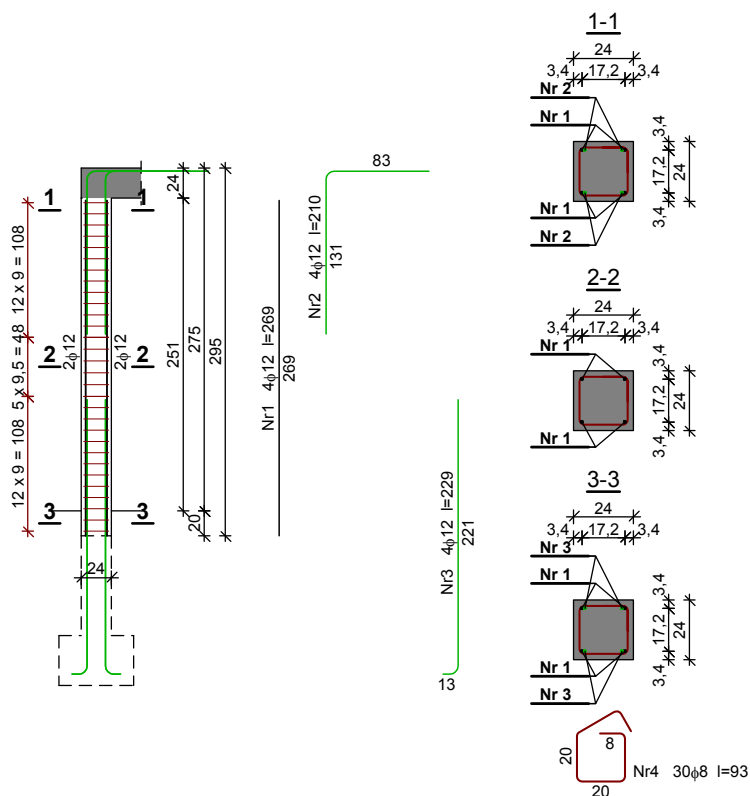 1-1
24
3,4 17,2 3,4
Nr 2
Nr 1
3,4
17,2
24
3,4
Nr 1
Nr 2
83
24
1 1
12 x 9 = 108
2ϕ12
2 2
2ϕ12
5 x 9,5 = 48
12 x 9 = 108
3 3
251
275
295
20
24
Nr1 4ϕ12 l=269
269
Nr2 4ϕ12 l=210
131
Nr3 4ϕ12 l=229
221
13
2-2
24
3,4 17,2 3,4
Nr 1
3,4
17,2
24
3,4
Nr 1
3-3
24
3,4 17,2 3,4
Nr 3
Nr 1
3,4
17,2
24
3,4
Nr 1
Nr 3
20
8
20
Nr4 30ϕ8 l=93